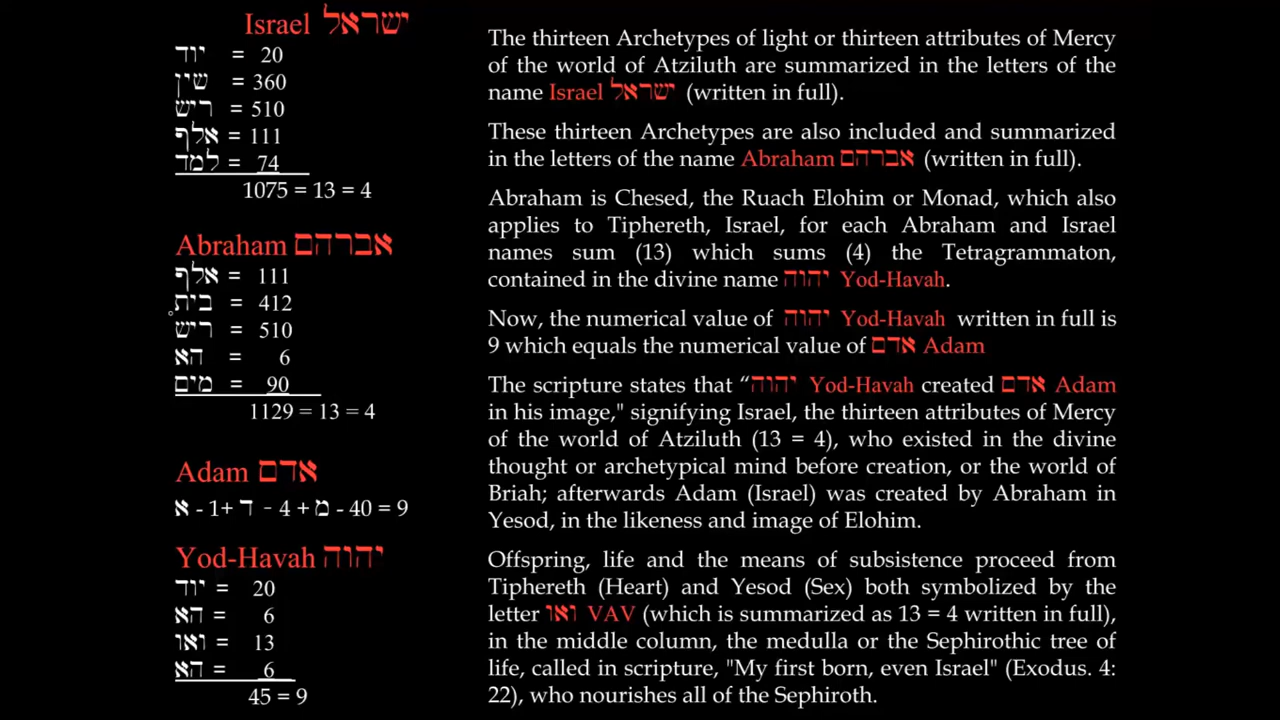 Israel ישראל
יוד = 20
שין = 360
ריש = 510
אלף = 111
למד = 74
1075 = 13 = 4
Abraham אברהם
אלף = 111
בית = 412
ריש = 510
הא = 6
מים = 90
1129 = 13 = 4
Adam אדם
א - 1+ ד - 4 + מ - 40 = 9
Yod-Havah יהוה
יוד = 20
הא = 6
ואו = 13
הא = 6
45 = 9
The thirteen Archetypes of light or thirteen attributes of Mercy
of the world of Atziluth are summarized in the letters of the
name Israel ישראל (written in full).
These thirteen Archetypes are also included and summarized
in the letters of the name Abraham אברהם (written in full).
Abraham is Chesed, the Ruach Elohim or Monad, which also
applies to Tiphereth, Israel, for each Abraham and Israel
names sum (13) which sums (4) the Tetragrammaton,
contained in the divine name יהוה Yod-Havah.
Now, the numerical value of יהוה Yod-Havah written in full is
9 which equals the numerical value of אדם Adam
The scripture states that “יהוה Yod-Havah created אדם Adam
in his image," signifying Israel, the thirteen attributes of Mercy
of the world of Atziluth (13 = 4), who existed in the divine
thought or archetypical mind before creation, or the world of
Briah; afterwards Adam (Israel) was created by Abraham in
Yesod, in the likeness and image of Elohim.
Offspring, life and the means of subsistence proceed from
Tiphereth (Heart) and Yesod (Sex) both symbolized by the
letter ואו VAV (which is summarized as 13 = 4 written in full),
in the middle column, the medulla or the Sephirothic tree of
life, called in scripture, "My first born, even Israel" (Exodus. 4:
22), who nourishes all of the Sephiroth.